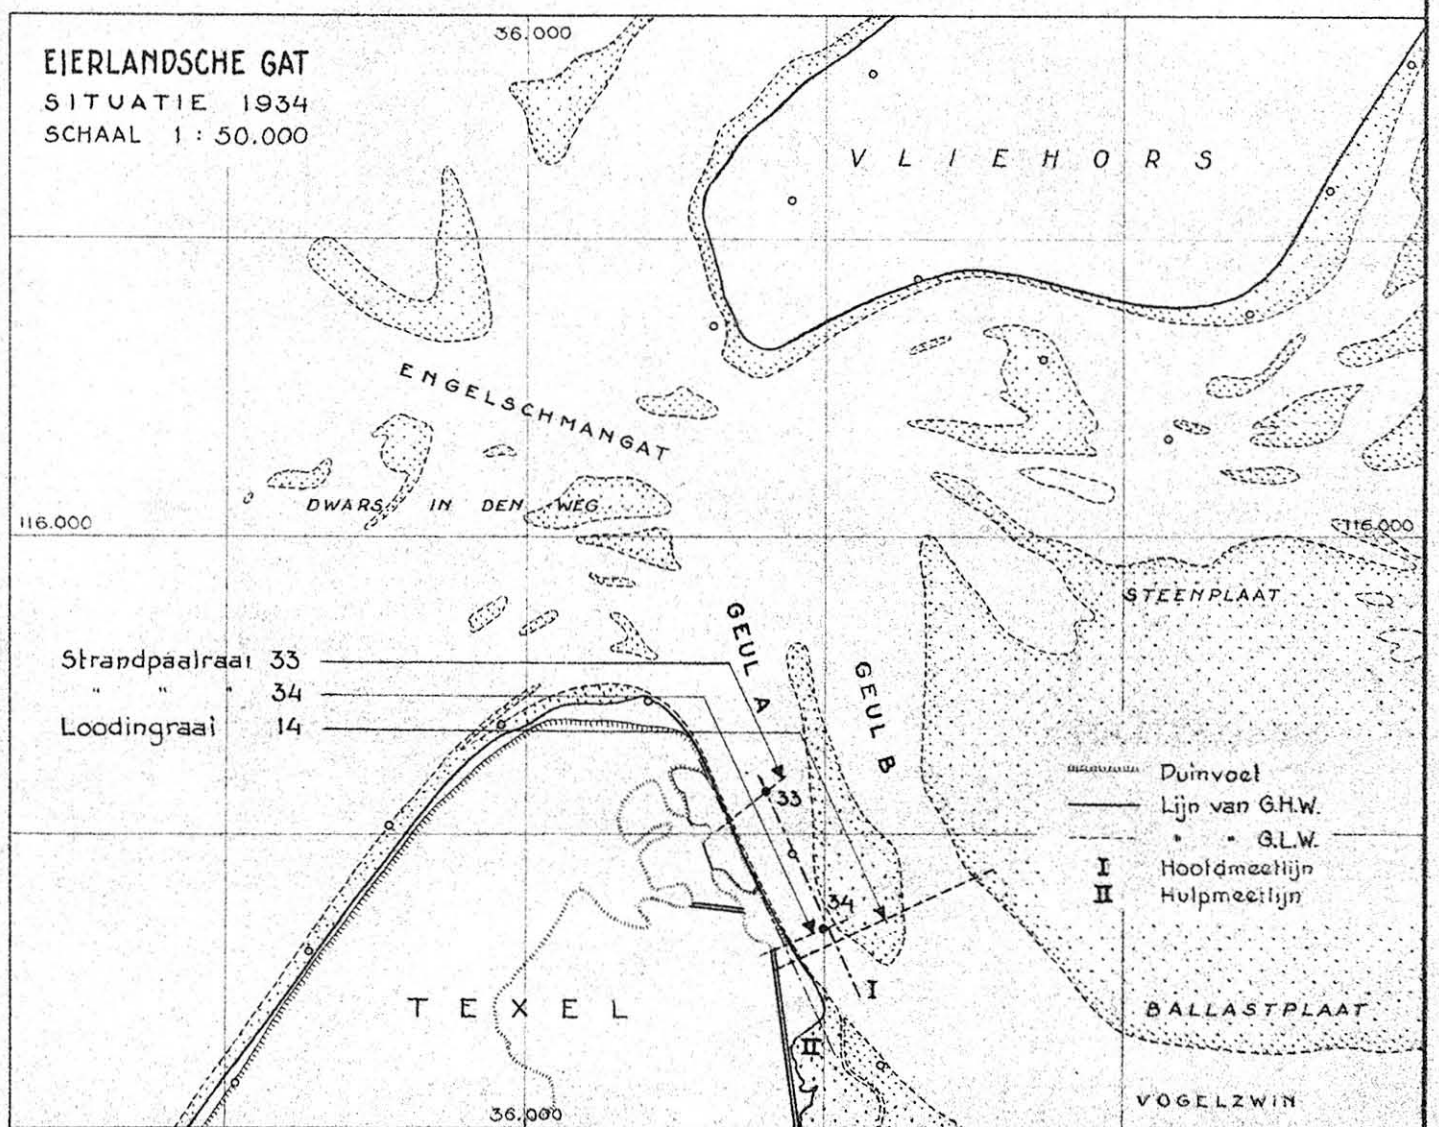 36.000
EIERLANDSCHE GAT
SITUATIE 1934
SCHAAL 1 : 50.000
VLIEHORS
ENGELSCHMANGAT
DWARS IN DEN WEG
116.000
116.000
STEENPLAAT
GEUL A
GEUL B
Strandpaalraai 33
" " " 34
Loodingraai 14
33
34
Duinvoet
Lijn van G.H.W.
" " G.L.W.
I Hoofdmeetlijn
II Hulpmeetlijn
I
TEXEL
BALLASTPLAAT
II
36.000
VOGELZWIN